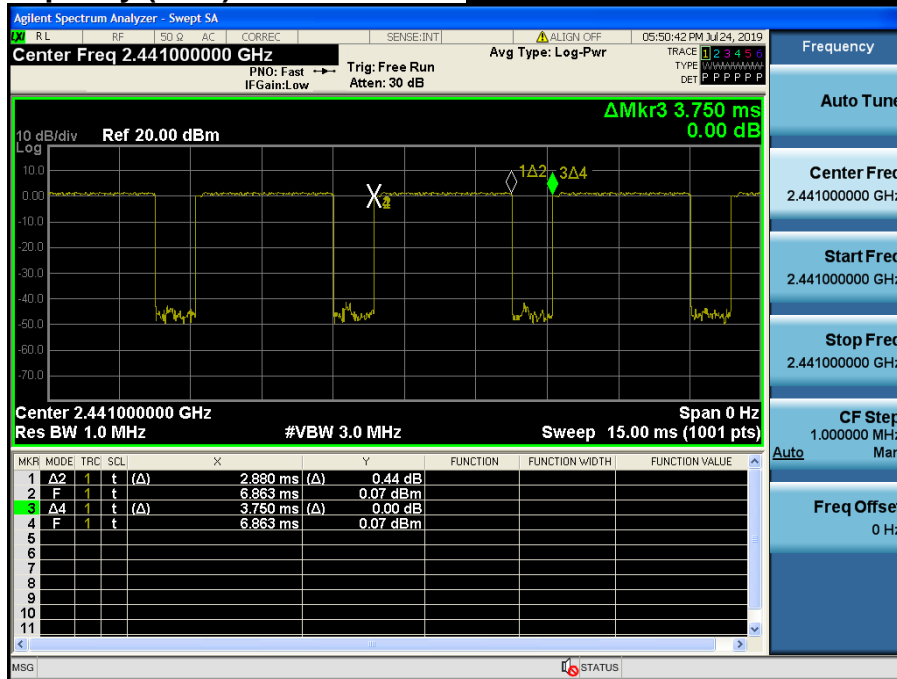 Agilent Spectrum Analyzer - Swept SA
LXI RL RF 50 Ω AC CORREC SENSE:INT ALIGN OFF 05:50:42 PM Jul 24, 2019
Center Freq 2.441000000 GHz
PNO: Fast
IFGain:Low
Trig: Free Run
Atten: 30 dB
Avg Type: Log-Pwr
TRACE 1 2 3 4 5 6
TYPE WWWWWW
DET P P P P P P
Frequency
Auto Tune
Center Freq
2.441000000 GHz
Start Freq
2.441000000 GHz
Stop Freq
2.441000000 GHz
CF Step
1.000000 MHz
Auto Man
Freq Offset
0 Hz
ΔMkr3 3.750 ms
0.00 dB
10 dB/div Ref 20.00 dBm
Log
10.0
0.00
-10.0
-20.0
-30.0
-40.0
-50.0
-60.0
-70.0
1Δ2 3Δ4
Center 2.441000000 GHz Span 0 Hz
Res BW 1.0 MHz #VBW 3.0 MHz Sweep 15.00 ms (1001 pts)
MKR MODE TRC SCL X Y FUNCTION FUNCTION WIDTH FUNCTION VALUE
1 Δ2 1 t (Δ) 2.880 ms (Δ) 0.44 dB
2 F 1 t 6.863 ms 0.07 dBm
3 Δ4 1 t (Δ) 3.750 ms (Δ) 0.00 dB
4 F 1 t 6.863 ms 0.07 dBm
5
6
7
8
9
10
11
MSG STATUS